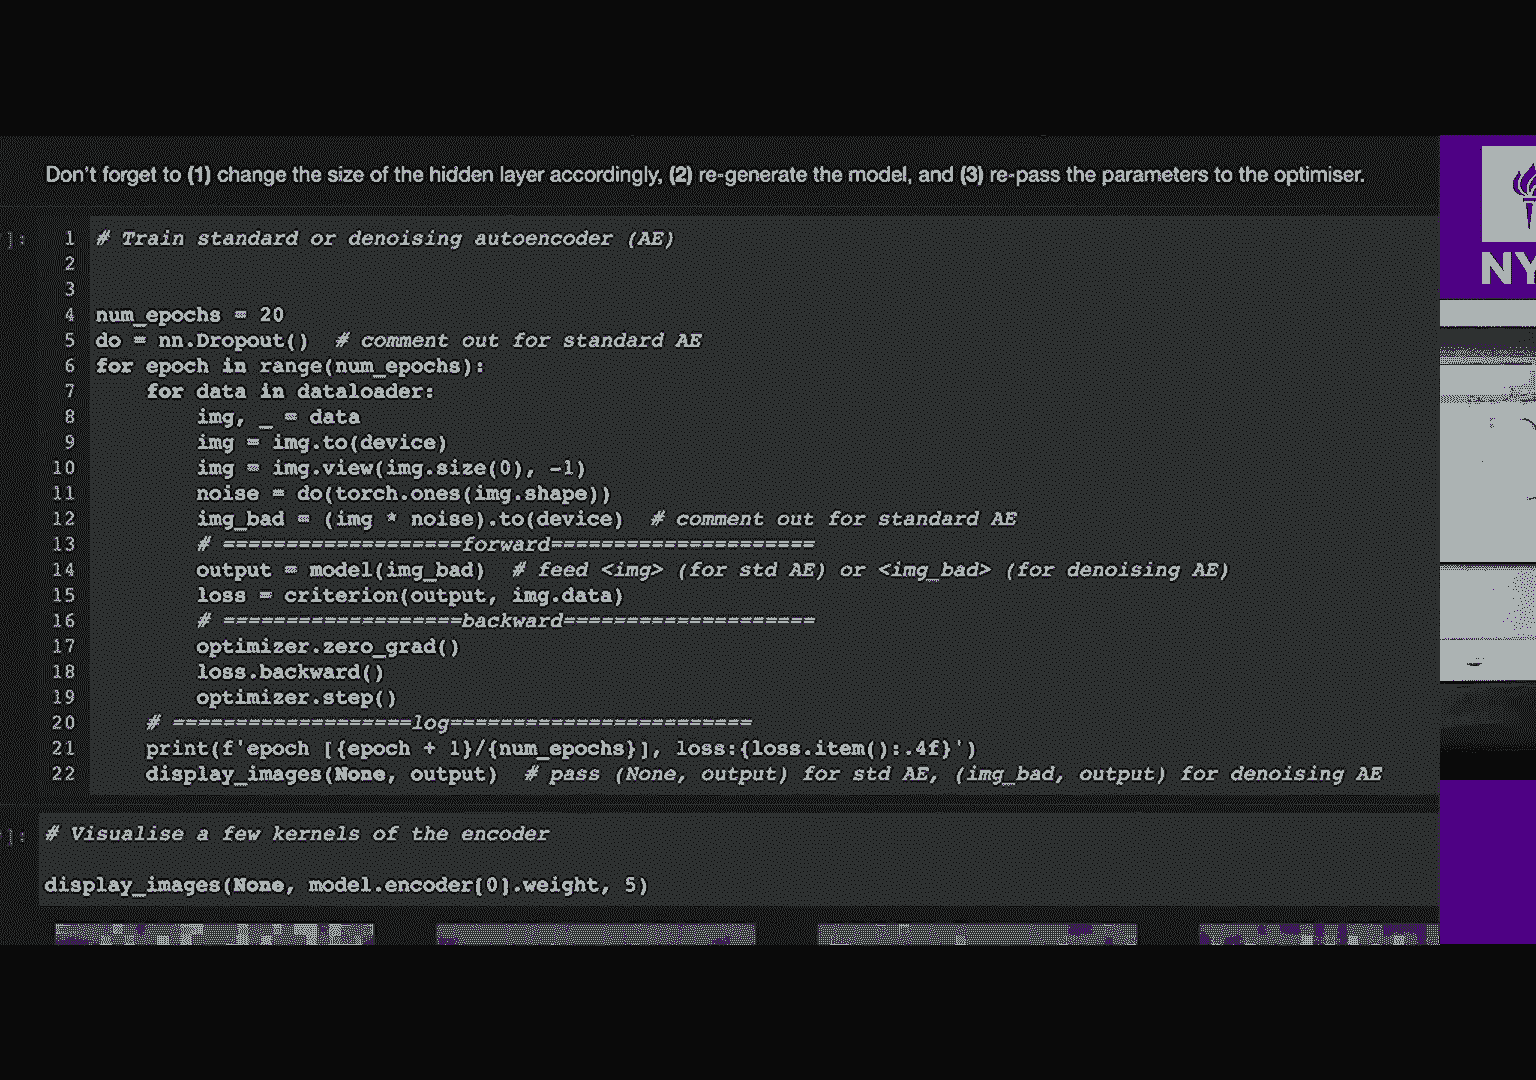 Don't forget to (1) change the size of the hidden layer accordingly, (2) re-generate the model, and (3) re-pass the parameters to the optimiser.
]:
1 # Train standard or denoising autoencoder (AE)
2
3
4 num_epochs = 20
5 do = nn.Dropout()  # comment out for standard AE
6 for epoch in range(num_epochs):
7     for data in dataloader:
8         img, _ = data
9         img = img.to(device)
10         img = img.view(img.size(0), -1)
11         noise = do(torch.ones(img.shape))
12         img_bad = (img * noise).to(device)  # comment out for standard AE
13         # ===================forward=====================
14         output = model(img_bad)  # feed <img> (for std AE) or <img_bad> (for denoising AE)
15         loss = criterion(output, img.data)
16         # ===================backward====================
17         optimizer.zero_grad()
18         loss.backward()
19         optimizer.step()
20     # ===================log========================
21     print(f'epoch [{epoch + 1}/{num_epochs}], loss:{loss.item():.4f}')
22     display_images(None, output)  # pass (None, output) for std AE, (img_bad, output) for denoising AE
]:
# Visualise a few kernels of the encoder
display_images(None, model.encoder[0].weight, 5)
NY